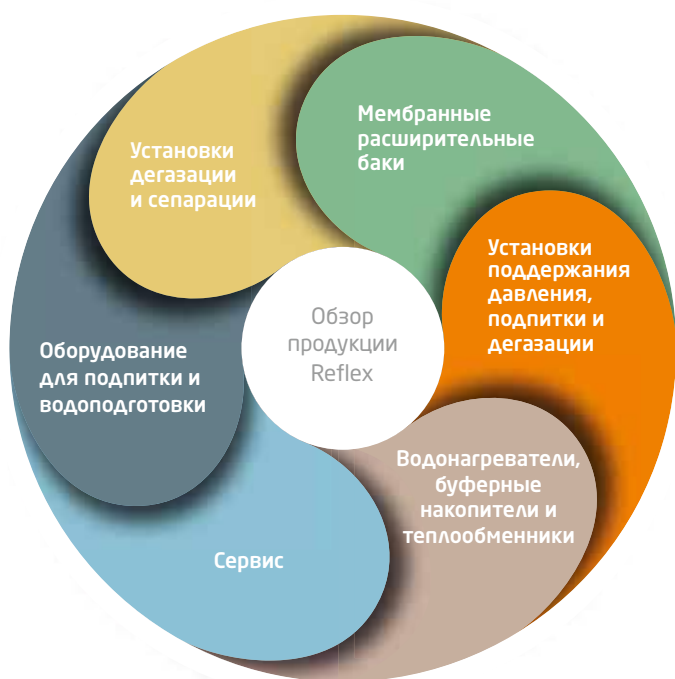 Мембранные
расширительные
баки
Установки
дегазации
и сепарации
Установки
поддержания
давления,
подпитки и
дегазации
Обзор
продукции
Reflex
Оборудование
для подпитки и
водоподготовки
Водонагреватели,
буферные
накопители и
теплообменники
Сервис